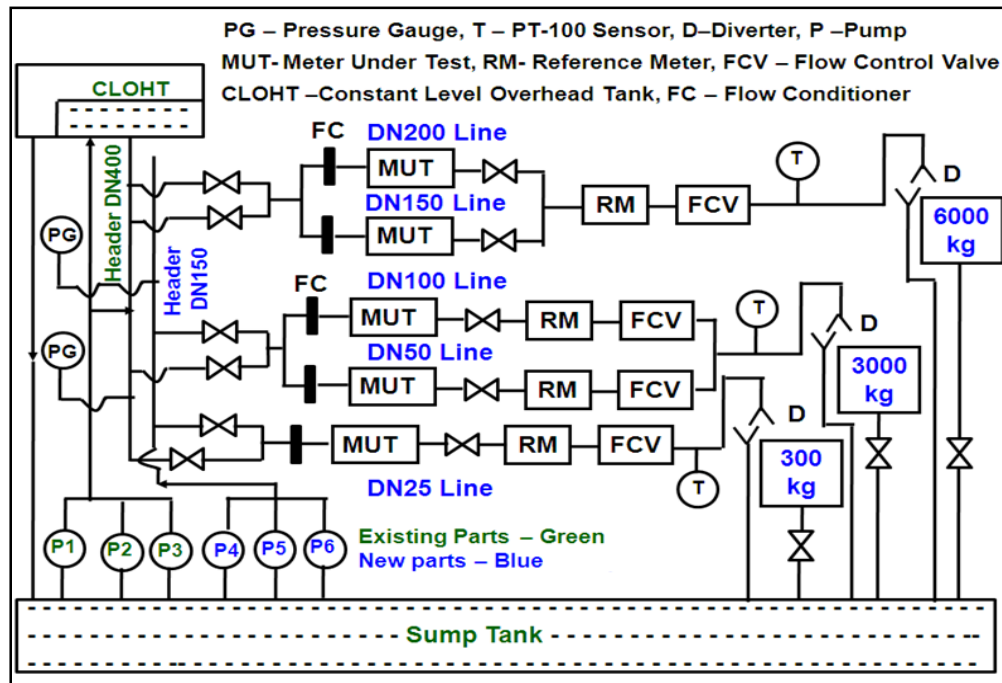 PG – Pressure Gauge, T – PT-100 Sensor, D–Diverter, P –Pump
MUT- Meter Under Test, RM- Reference Meter, FCV – Flow Control Valve
CLOHT –Constant Level Overhead Tank, FC – Flow Conditioner
CLOHT
FC
DN200 Line
MUT
T
D
Header DN400
DN150 Line
MUT
RM
FCV
6000
kg
PG
Header
DN150
FC
DN100 Line
MUT
RM
FCV
T
D
PG
DN50 Line
MUT
RM
FCV
3000
kg
D
MUT
RM
FCV
300
kg
DN25 Line
T
P1
P2
P3
P4
P5
P6
Existing Parts – Green
New parts – Blue
Sump Tank